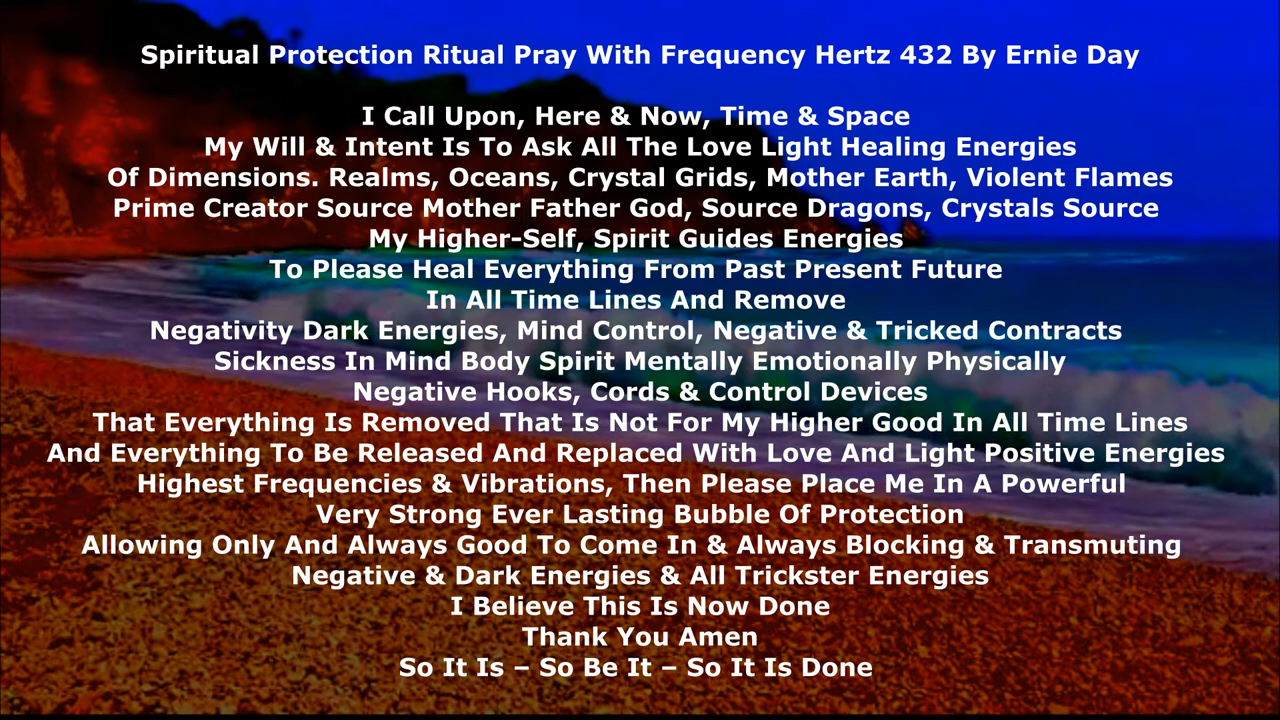 Spiritual Protection Ritual Pray With Frequency Hertz 432 By Ernie Day
I Call Upon, Here & Now, Time & Space
My Will & Intent Is To Ask All The Love Light Healing Energies
Of Dimensions. Realms, Oceans, Crystal Grids, Mother Earth, Violent Flames
Prime Creator Source Mother Father God, Source Dragons, Crystals Source
My Higher-Self, Spirit Guides Energies
To Please Heal Everything From Past Present Future
In All Time Lines And Remove
Negativity Dark Energies, Mind Control, Negative & Tricked Contracts
Sickness In Mind Body Spirit Mentally Emotionally Physically
Negative Hooks, Cords & Control Devices
That Everything Is Removed That Is Not For My Higher Good In All Time Lines
And Everything To Be Released And Replaced With Love And Light Positive Energies
Highest Frequencies & Vibrations, Then Please Place Me In A Powerful
Very Strong Ever Lasting Bubble Of Protection
Allowing Only And Always Good To Come In & Always Blocking & Transmuting
Negative & Dark Energies & All Trickster Energies
I Believe This Is Now Done
Thank You Amen
So It Is – So Be It – So It Is Done